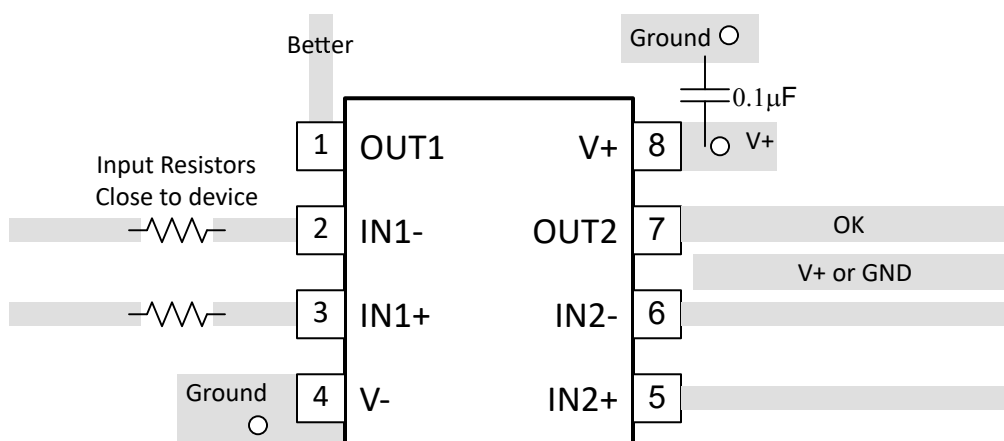 Better
Ground
0.1µF
1 OUT1
V+ 8
V+
Input Resistors
Close to device
2 IN1-
OUT2 7
OK
V+ or GND
3 IN1+
IN2- 6
Ground
4 V-
IN2+ 5